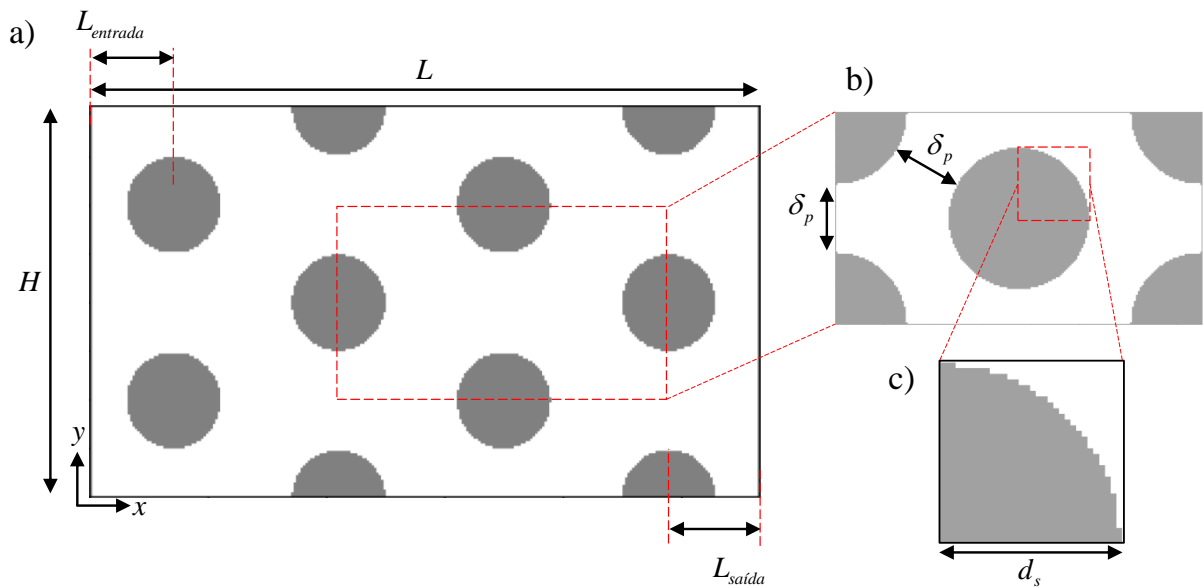 a)
L_entrada
L
H
y
x
L_saída
b)
δ_p
δ_p
c)
d_s